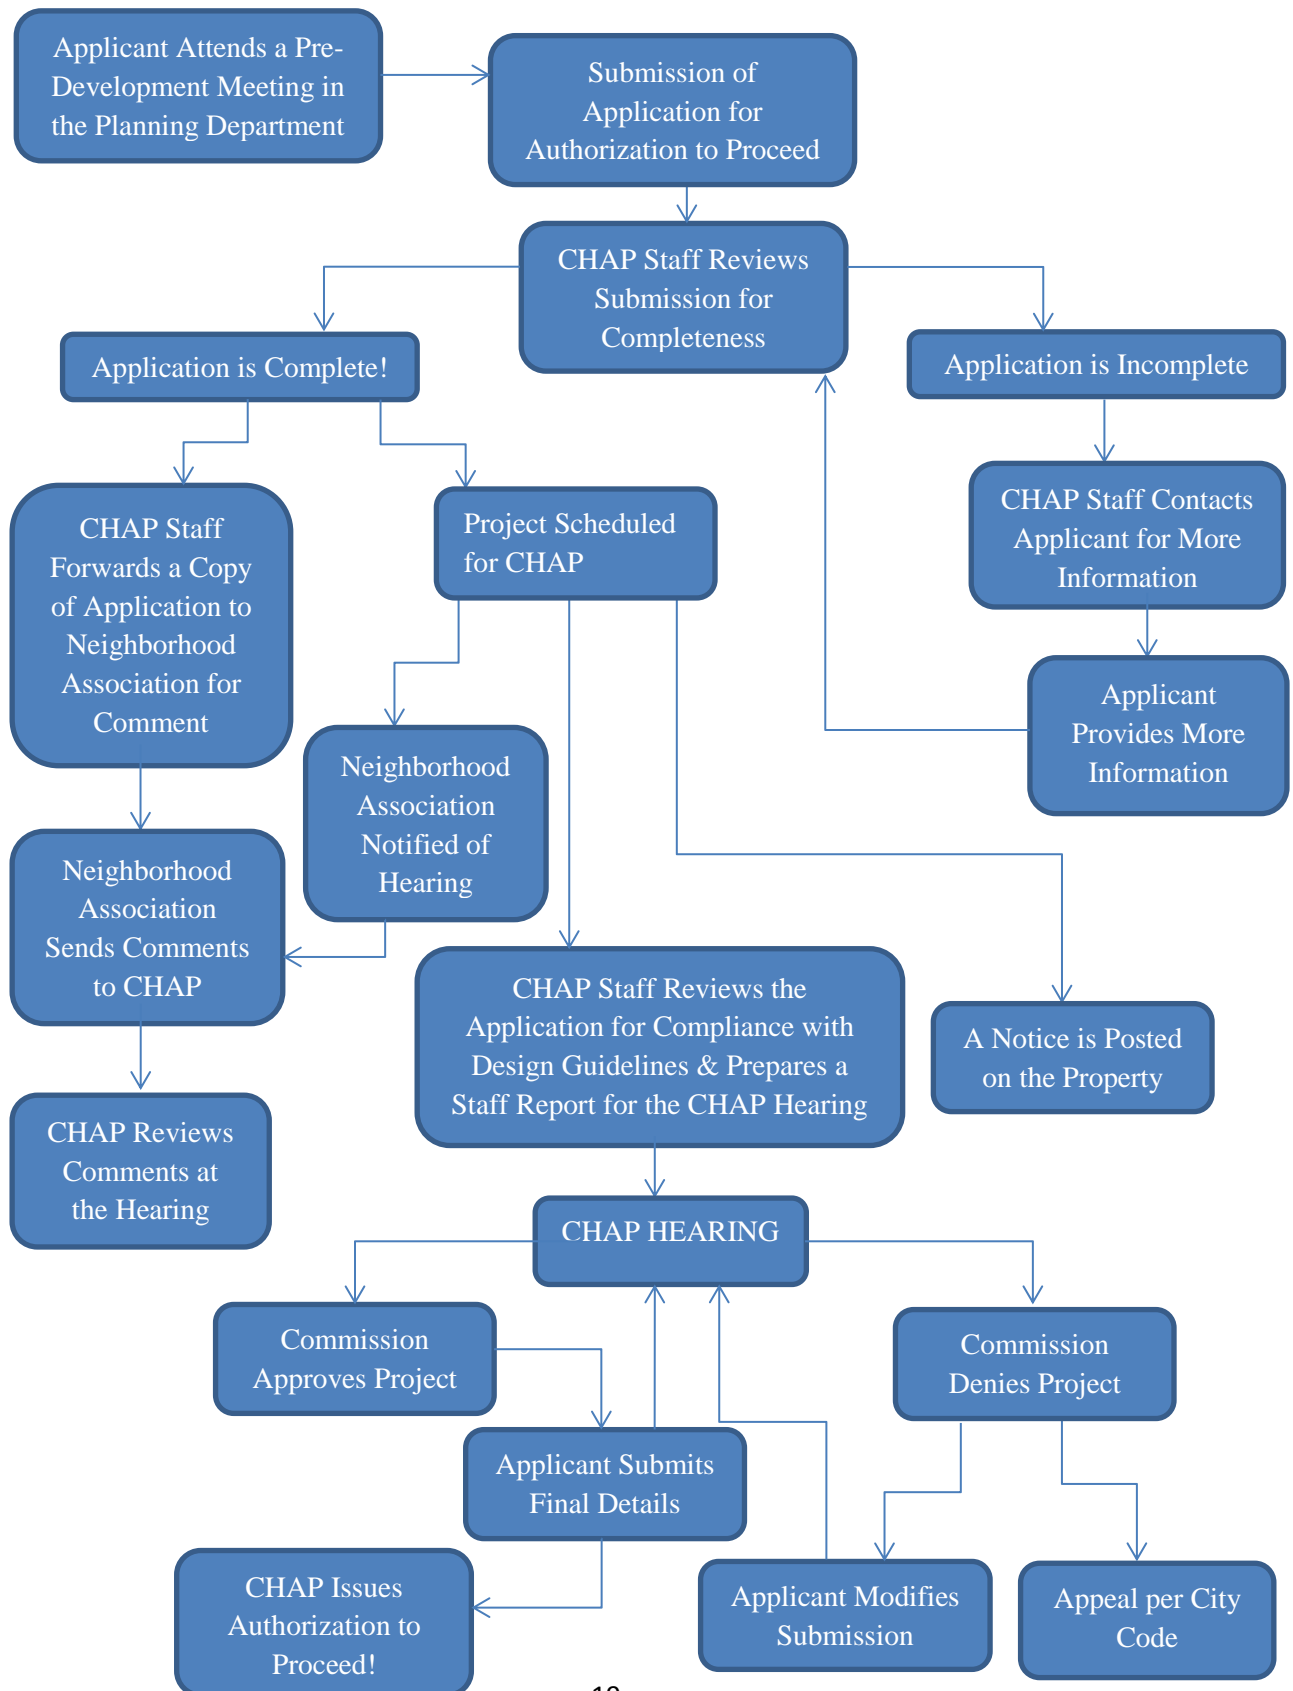 Applicant Attends a Pre-
Development Meeting in
the Planning Department
Submission of
Application for
Authorization to Proceed
CHAP Staff Reviews
Submission for
Completeness
Application is Complete!
Application is Incomplete
CHAP Staff
Forwards a Copy
of Application to
Neighborhood
Association for
Comment
Project Scheduled
for CHAP
CHAP Staff Contacts
Applicant for More
Information
Applicant
Provides More
Information
Neighborhood
Association
Notified of
Hearing
Neighborhood
Association
Sends Comments
to CHAP
CHAP Staff Reviews the
Application for Compliance with
Design Guidelines & Prepares a
Staff Report for the CHAP Hearing
A Notice is Posted
on the Property
CHAP Reviews
Comments at
the Hearing
CHAP HEARING
Commission
Approves Project
Commission
Denies Project
Applicant Submits
Final Details
CHAP Issues
Authorization to
Proceed!
Applicant Modifies
Submission
Appeal per City
Code